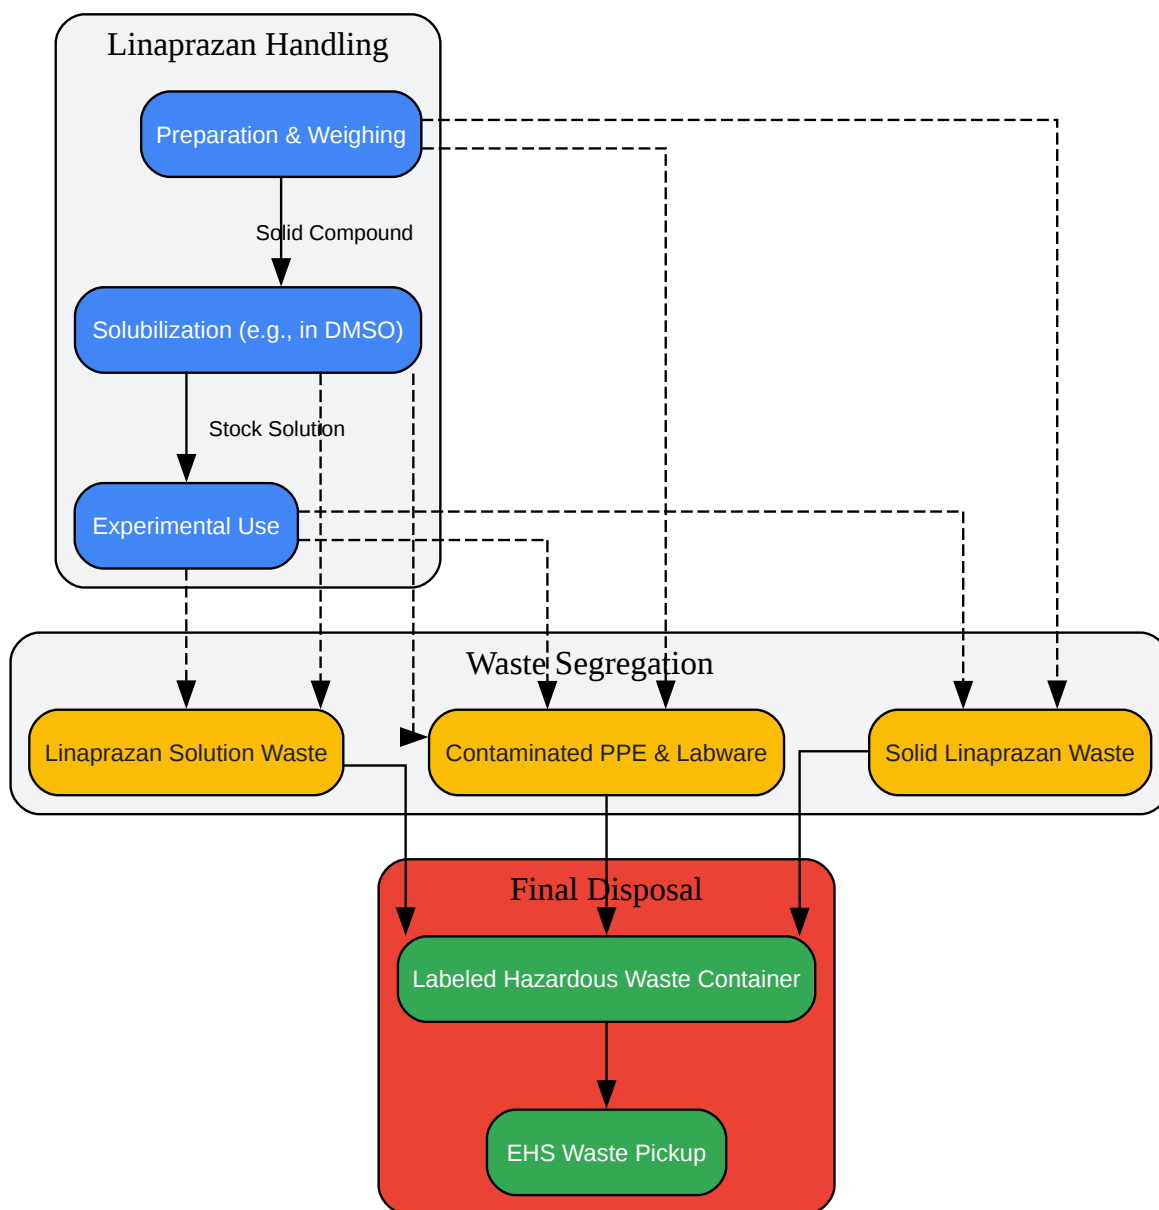 Linaprazan Handling
Preparation & Weighing
Solid Compound
Solubilization (e.g., in DMSO)
Stock Solution
Experimental Use
Waste Segregation
Linaprazan Solution Waste
Contaminated PPE & Labware
Solid Linaprazan Waste
Final Disposal
Labeled Hazardous Waste Container
EHS Waste Pickup